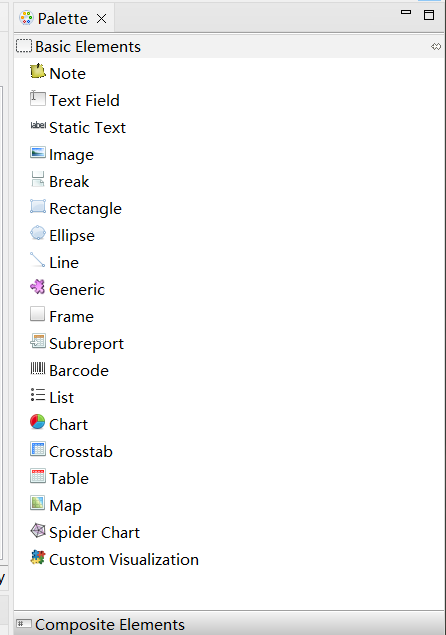 Palette
Basic Elements
Note
Text Field
label Static Text
Image
Break
Rectangle
Ellipse
Line
Generic
Frame
Subreport
Barcode
List
Chart
Crosstab
Table
Map
Spider Chart
Custom Visualization
y
Composite Elements